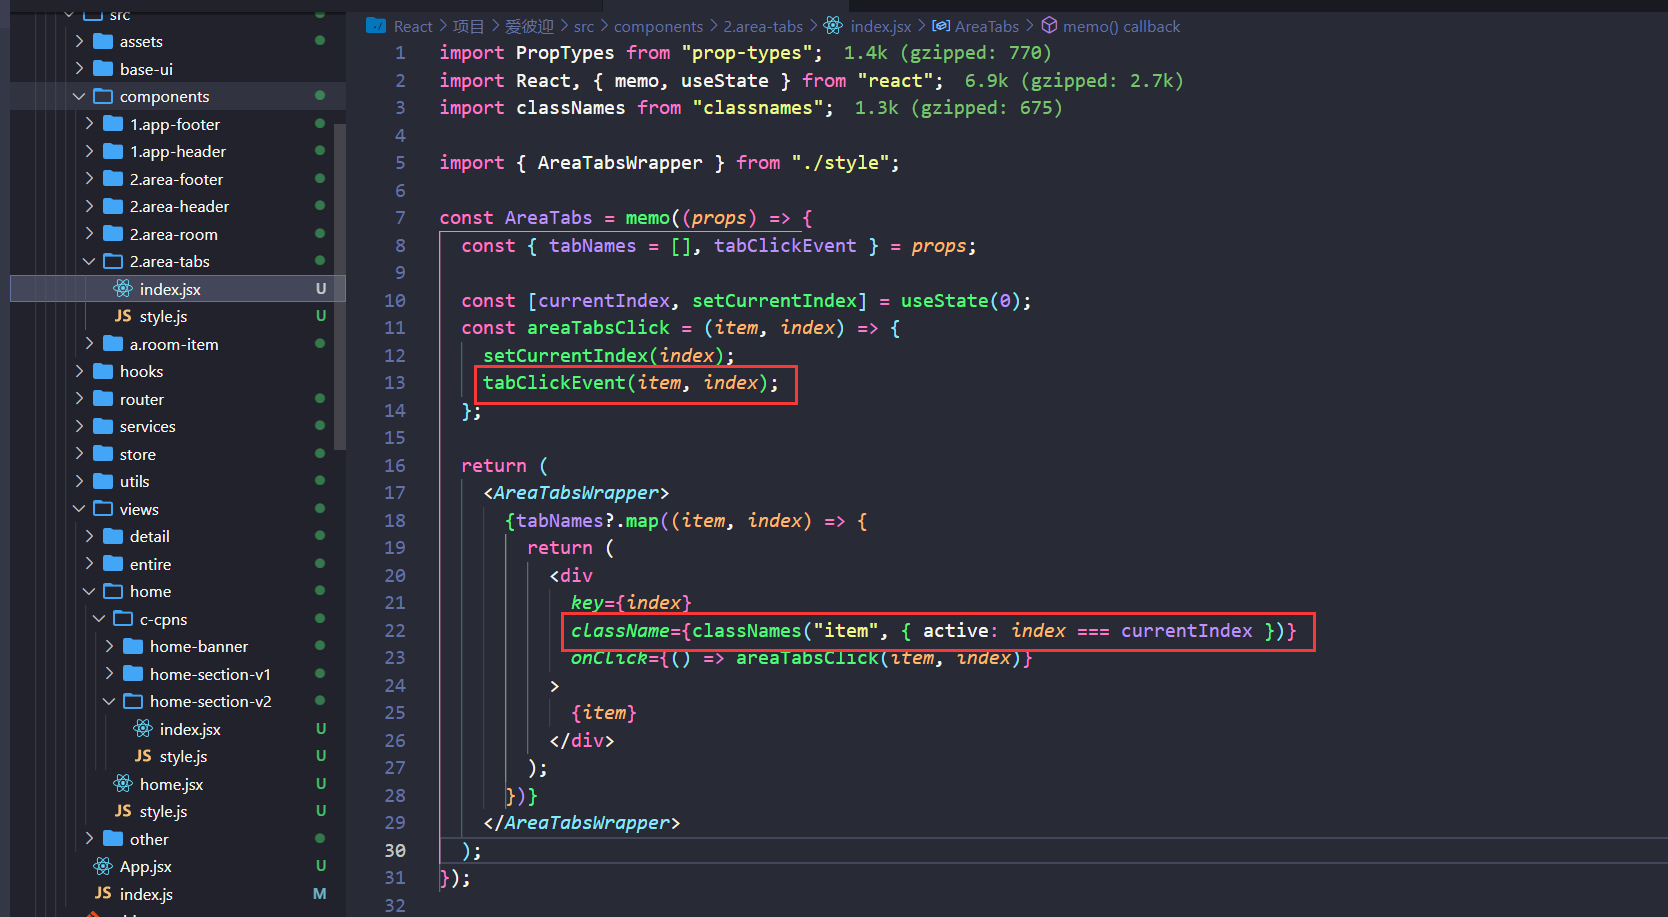 src
assets
base-ui
components
1.app-footer
1.app-header
2.area-footer
2.area-header
2.area-room
2.area-tabs
index.jsx U
JS style.js U
a.room-item
hooks
router
services
store
utils
views
detail
entire
home
c-cpns
home-banner
home-section-v1
home-section-v2
index.jsx U
JS style.js U
home.jsx U
JS style.js U
other
App.jsx U
JS index.js M
React > 项目 > 爱彼迎 > src > components > 2.area-tabs > index.jsx > AreaTabs > memo() callback
1 import PropTypes from "prop-types"; 1.4k (gzipped: 770)
2 import React, { memo, useState } from "react"; 6.9k (gzipped: 2.7k)
3 import classNames from "classnames"; 1.3k (gzipped: 675)
4
5 import { AreaTabsWrapper } from "./style";
6
7 const AreaTabs = memo((props) => {
8 const { tabNames = [], tabClickEvent } = props;
9
10 const [currentIndex, setCurrentIndex] = useState(0);
11 const areaTabsClick = (item, index) => {
12 setCurrentIndex(index);
13 tabClickEvent(item, index);
14 };
15
16 return (
17 <AreaTabsWrapper>
18 {tabNames?.map((item, index) => {
19 return (
20 <div
21 key={index}
22 className={classNames("item", { active: index === currentIndex })}
23 onClick={() => areaTabsClick(item, index)}
24 >
25 {item}
26 </div>
27 );
28 })}
29 </AreaTabsWrapper>
30 );
31 });
32